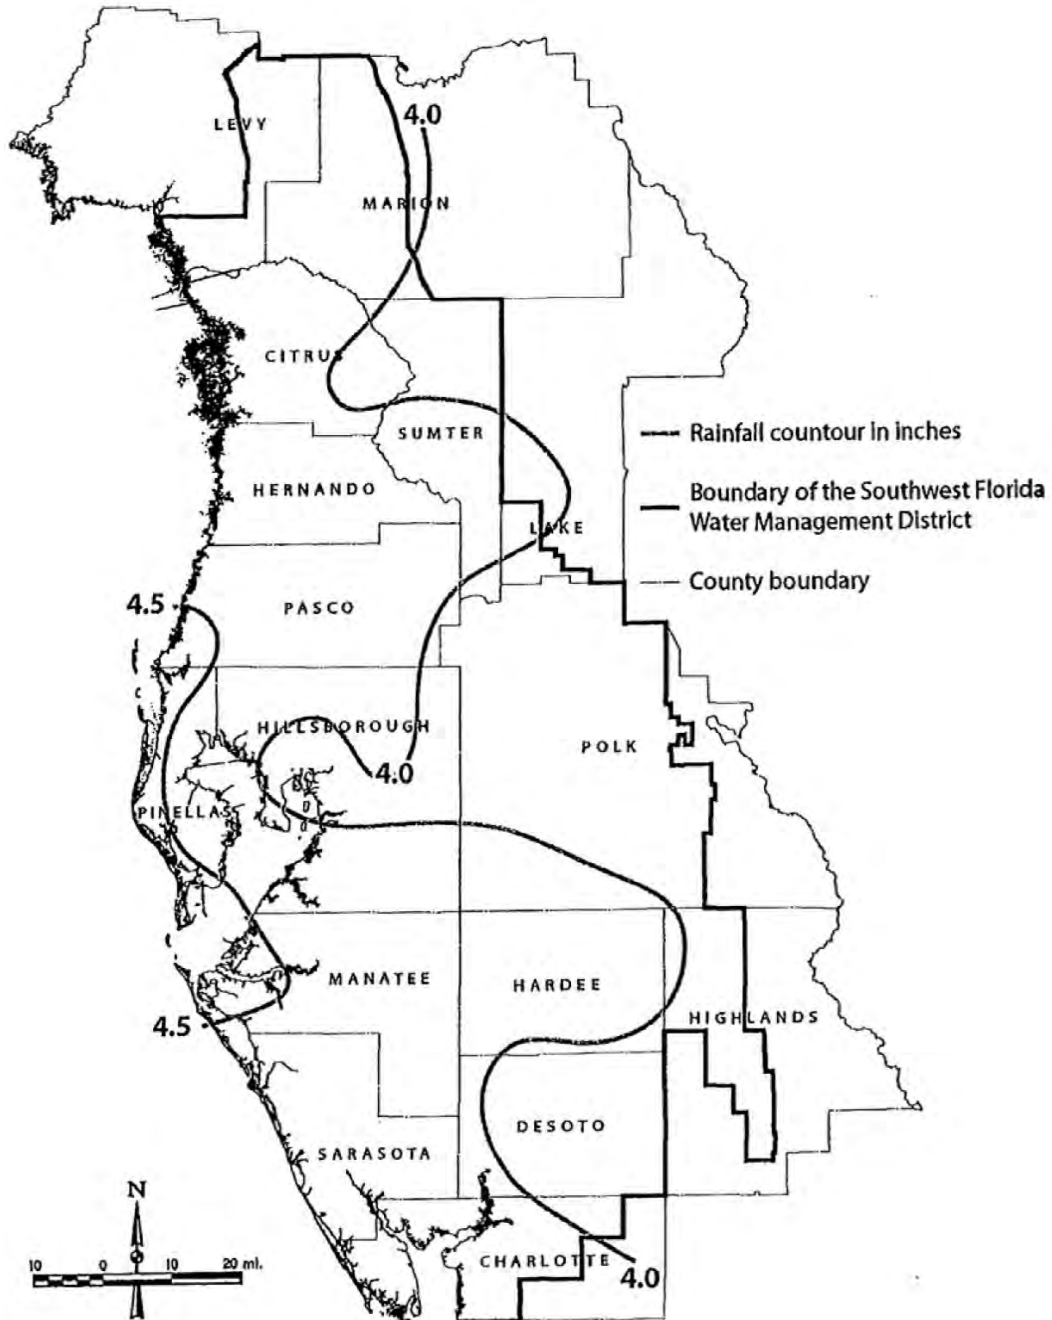 4.0
LEVY
MARION
CITRUS
SUMTER
Rainfall countour in inches
HERNANDO
Boundary of the Southwest Florida
Water Management District
LAKE
County boundary
4.5
PASCO
HILLSBOROUGH
POLK
4.0
PINELLAS
MANATEE
HARDEE
4.5
HIGHLANDS
DESOTO
SARASOTA
N
CHARLOTTE
10 0 10 20 mi.
4.0